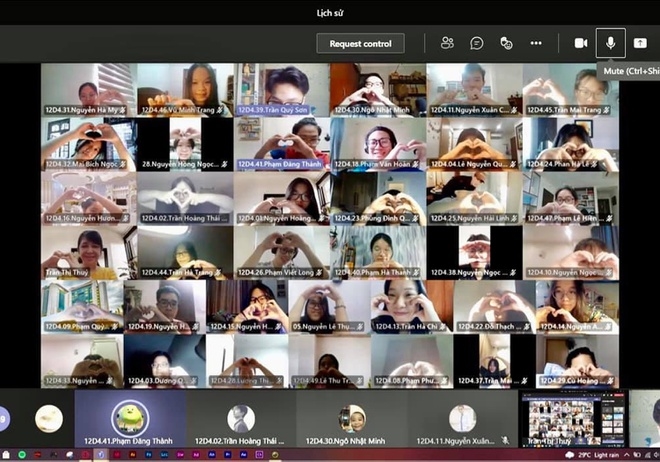 Lịch sử
Request control
Mute (Ctrl+Shi
12D4.31.Nguyễn Hà My
12D4.46.Vũ Minh Trang
12D4.39.Trần Quý Sơn
12D4.30.Ngô Nhật Minh
12D4.11.Nguyễn Xuân C...
12D4.45.Trần Mai Trang
12D4.32.Mai Bích Ngọc
28.Nguyễn Hồng Ngọc...
12D4.41.Phạm Đăng Thành
12D4.18.Phạm Văn Hoàn
12D4.04.Lê Nguyễn Qu...
12D4.24.Phan Hà Lê
12D4.16.Nguyễn Hươn...
12D4.02.Trần Hoàng Thái ...
12D4.01.Nguyễn Hoàng...
12D4.23.Phùng Đình Q...
12D4.25.Nguyễn Hải Linh
12D4.47.Phạm Lê Hiền...
Trần Thị Thuý
12D4.44.Trần Hà Trang
12D4.26.Phạm Viết Long
12D4.40.Phạm Hà Thanh
12D4.38.Nguyễn Ngọc ...
12D4.10.Nguyễn Ngọc ...
12D4.09.Phạm Quý...
12D4.19.Nguyễn H...
12D4.15.Nguyễn H...
05.Nguyễn Lê Thu...
12D4.13.Trần Hà Chi
12D4.22.Đỗ Thạch ...
12D4.14.Nguyễn A...
12D4.33.Nguyễn ...
12D4.03.Dương Q...
12D4.28.Lương Thị...
12D4.49.Lê Thu Tr...
12D4.08.Phạm Phư...
12D4.37.Trần Mai ...
12D4.29.Cù Hoàng...
12D4.41.Phạm Đăng Thành
12D4.02.Trần Hoàng Thái ...
12D4.30.Ngô Nhật Minh
12D4.11.Nguyễn Xuân...
Trần Thị Thuý
29°C Light rain